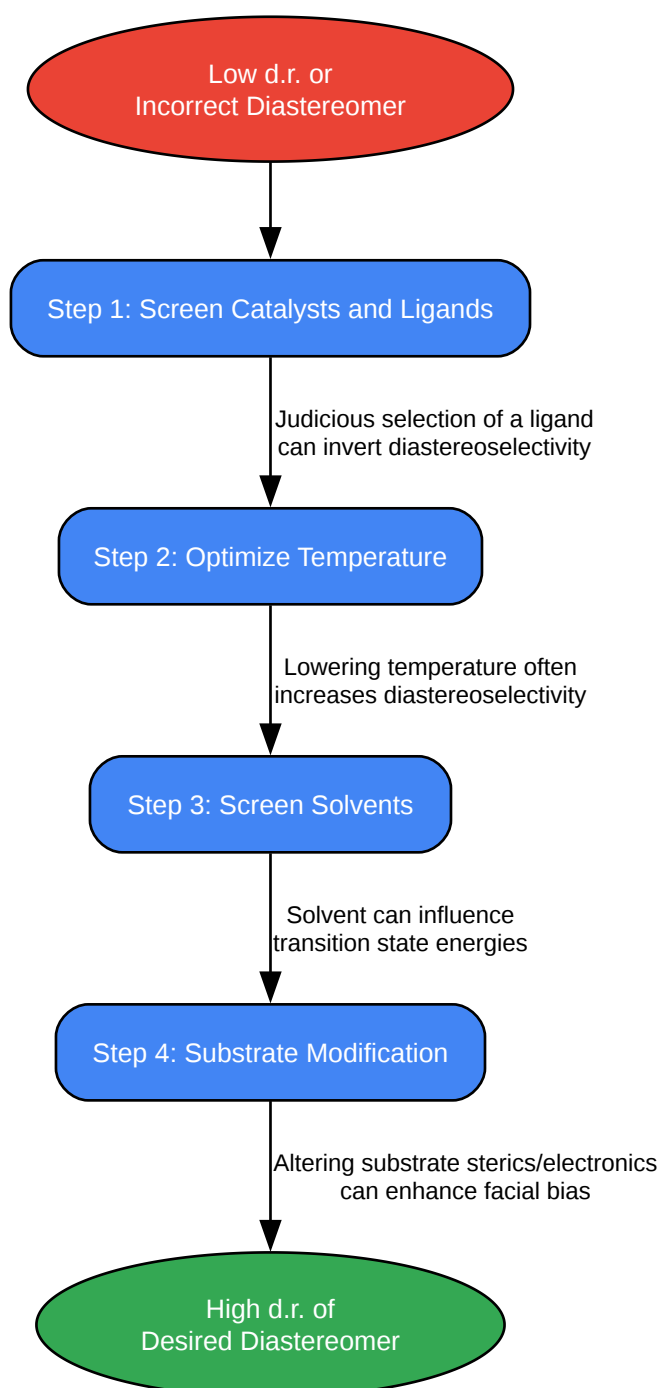 Low d.r. or
Incorrect Diastereomer
Step 1: Screen Catalysts and Ligands
Judicious selection of a ligand
can invert diastereoselectivity
Step 2: Optimize Temperature
Lowering temperature often
increases diastereoselectivity
Step 3: Screen Solvents
Solvent can influence
transition state energies
Step 4: Substrate Modification
Altering substrate sterics/electronics
can enhance facial bias
High d.r. of
Desired Diastereomer